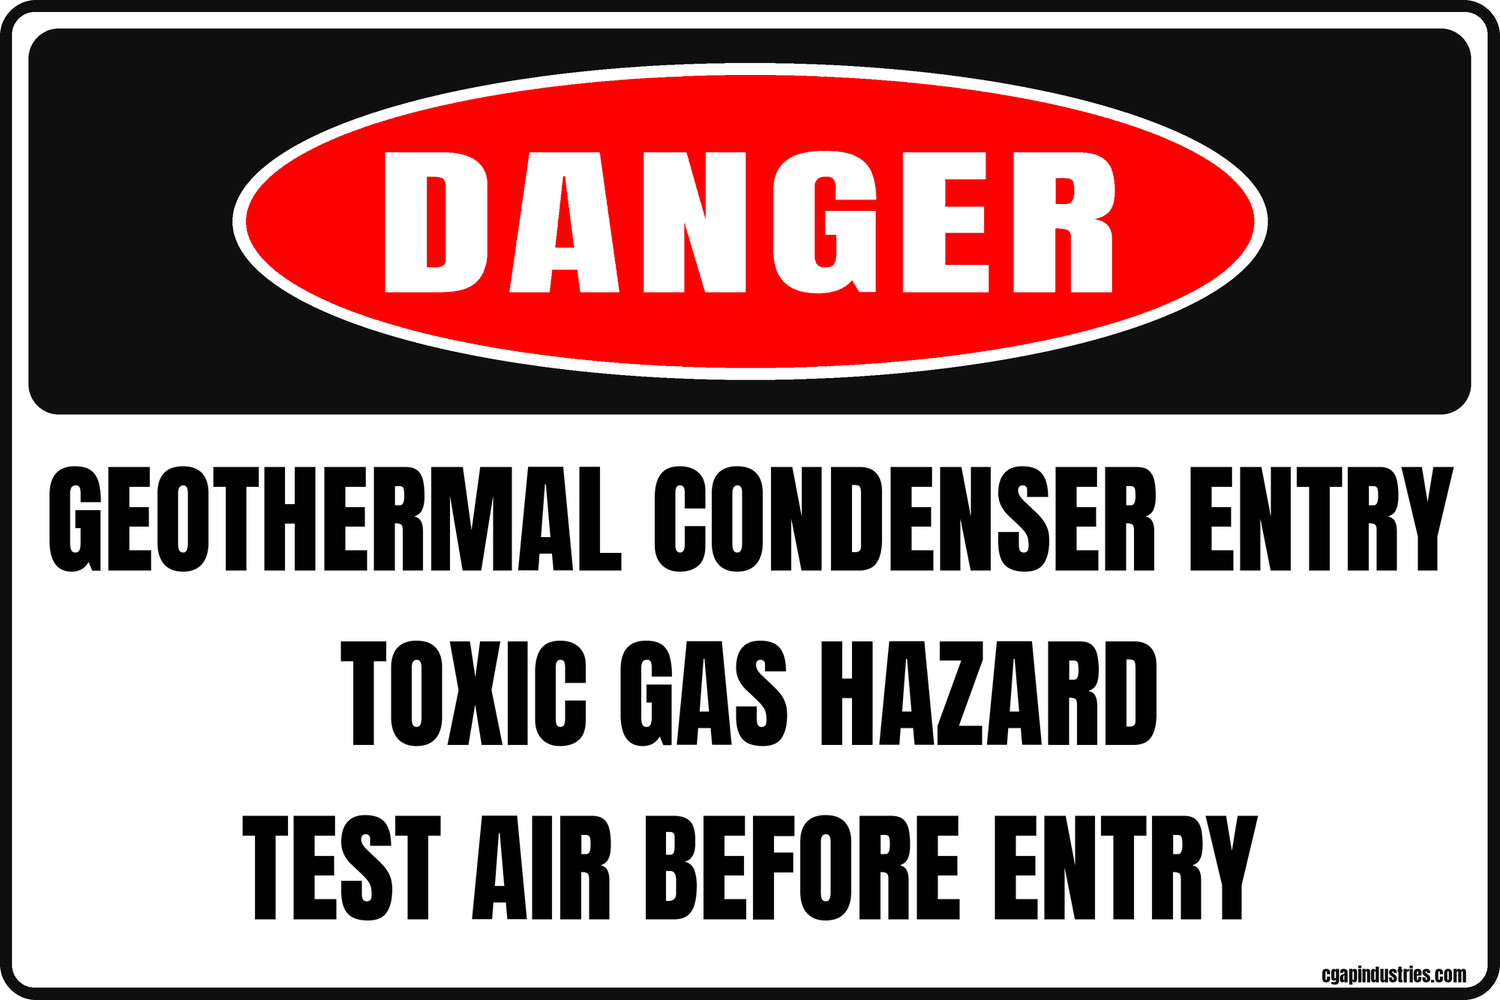 DANGER
GEOTHERMAL CONDENSER ENTRY
TOXIC GAS HAZARD
TEST AIR BEFORE ENTRY
cgapindustries.com